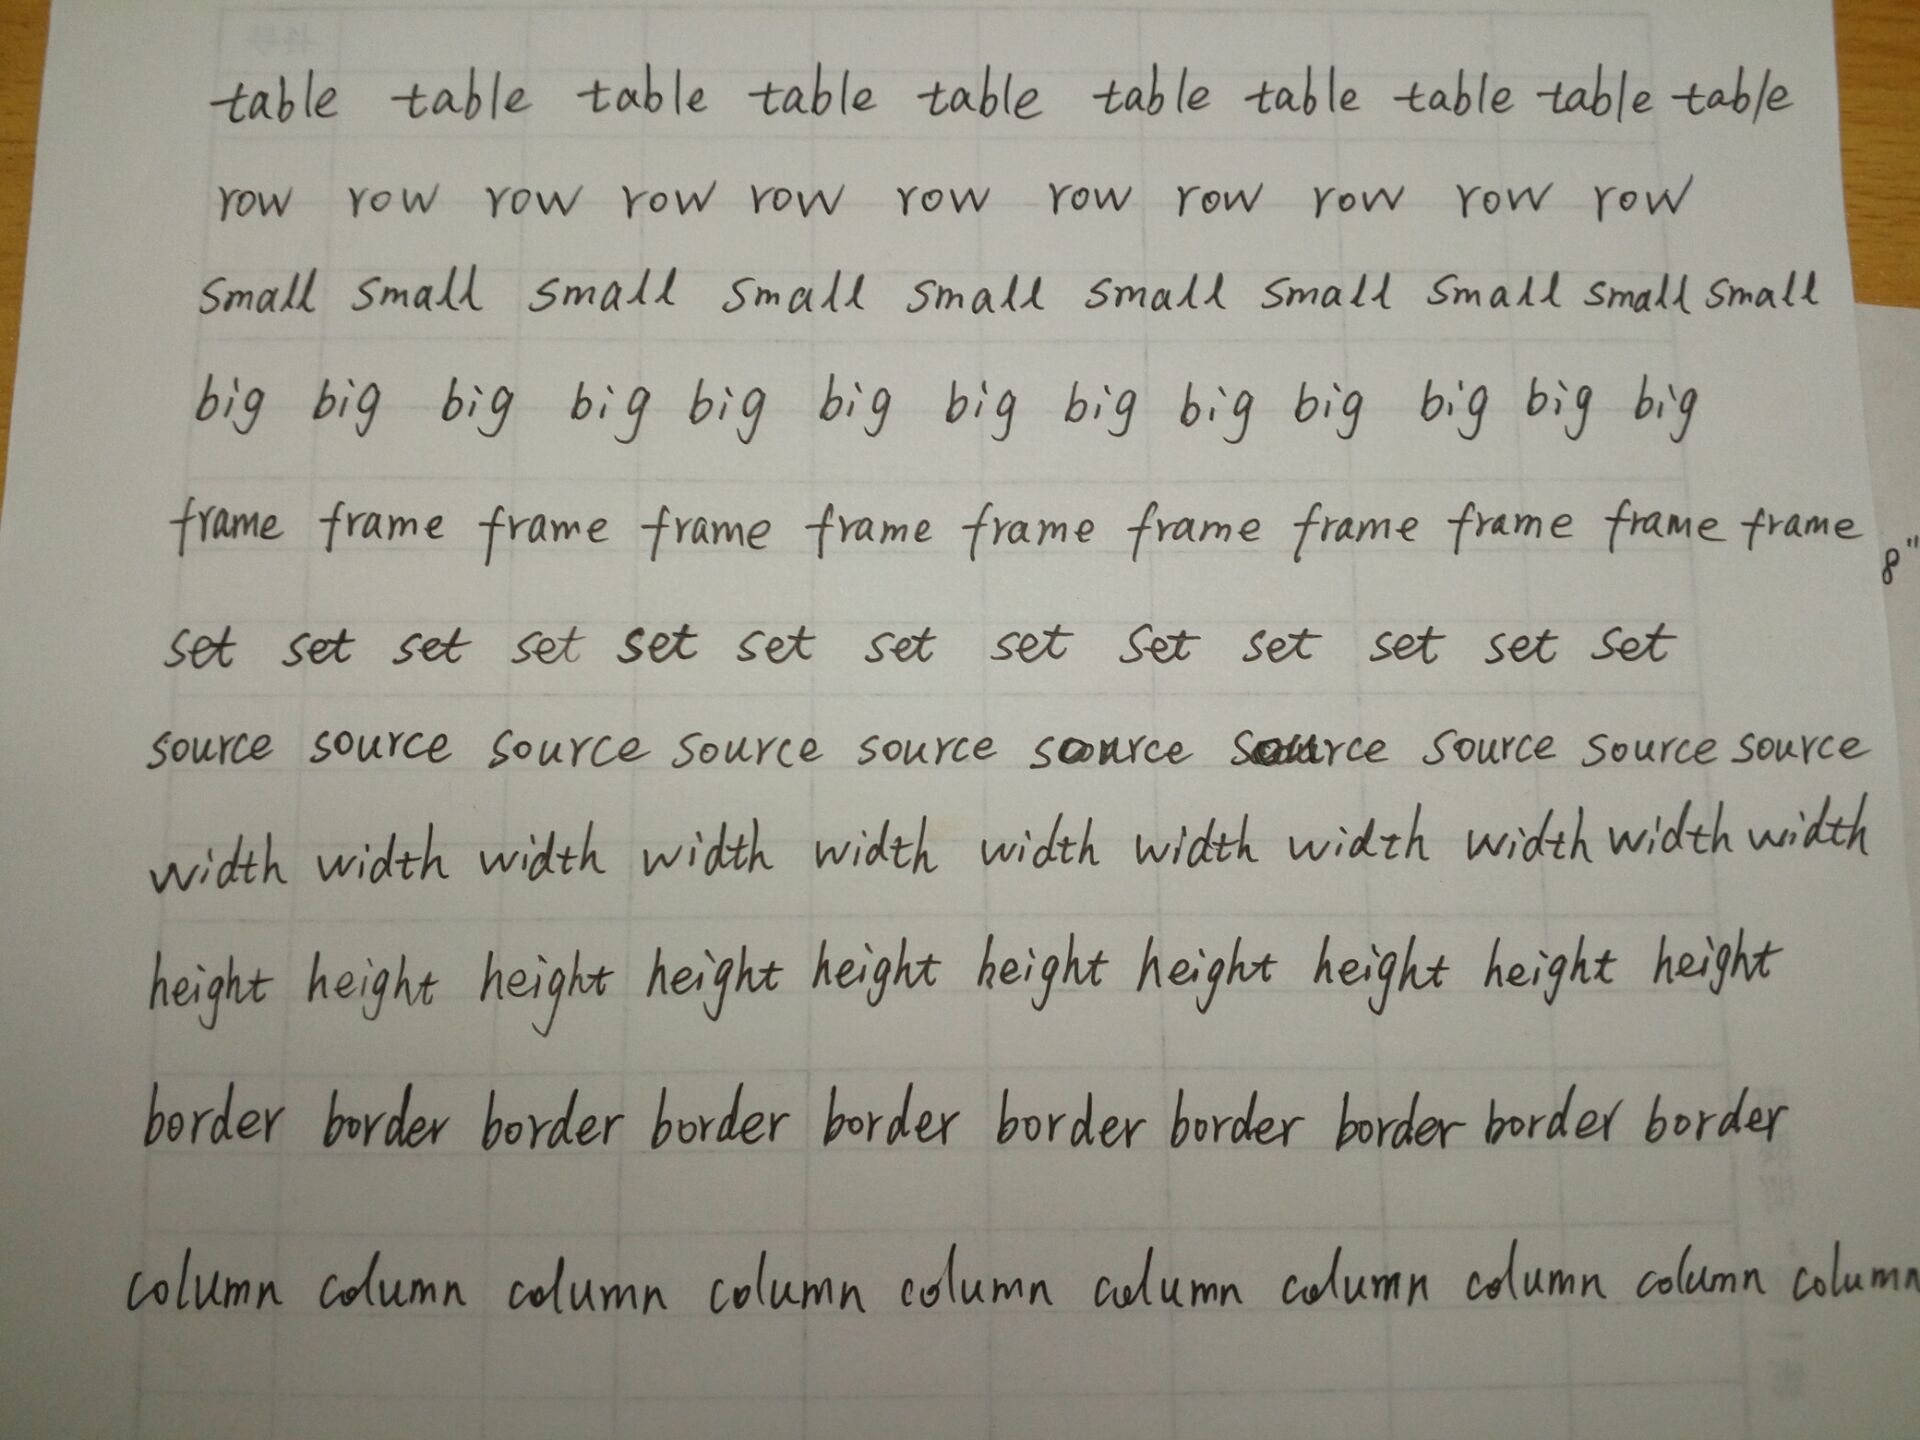 table table table table table table table table table table
row row row row row row row row row row row
small small small small small small small small small small
big big big big big big big big big big big big big
frame frame frame frame frame frame frame frame frame frame frame
8"
set set set set set set set set set set set set set
source source source source source source source source source source
width width width width width width width width width width width
height height height height height height height height height height
border border border border border border border border border border
column column column column column column column column column column